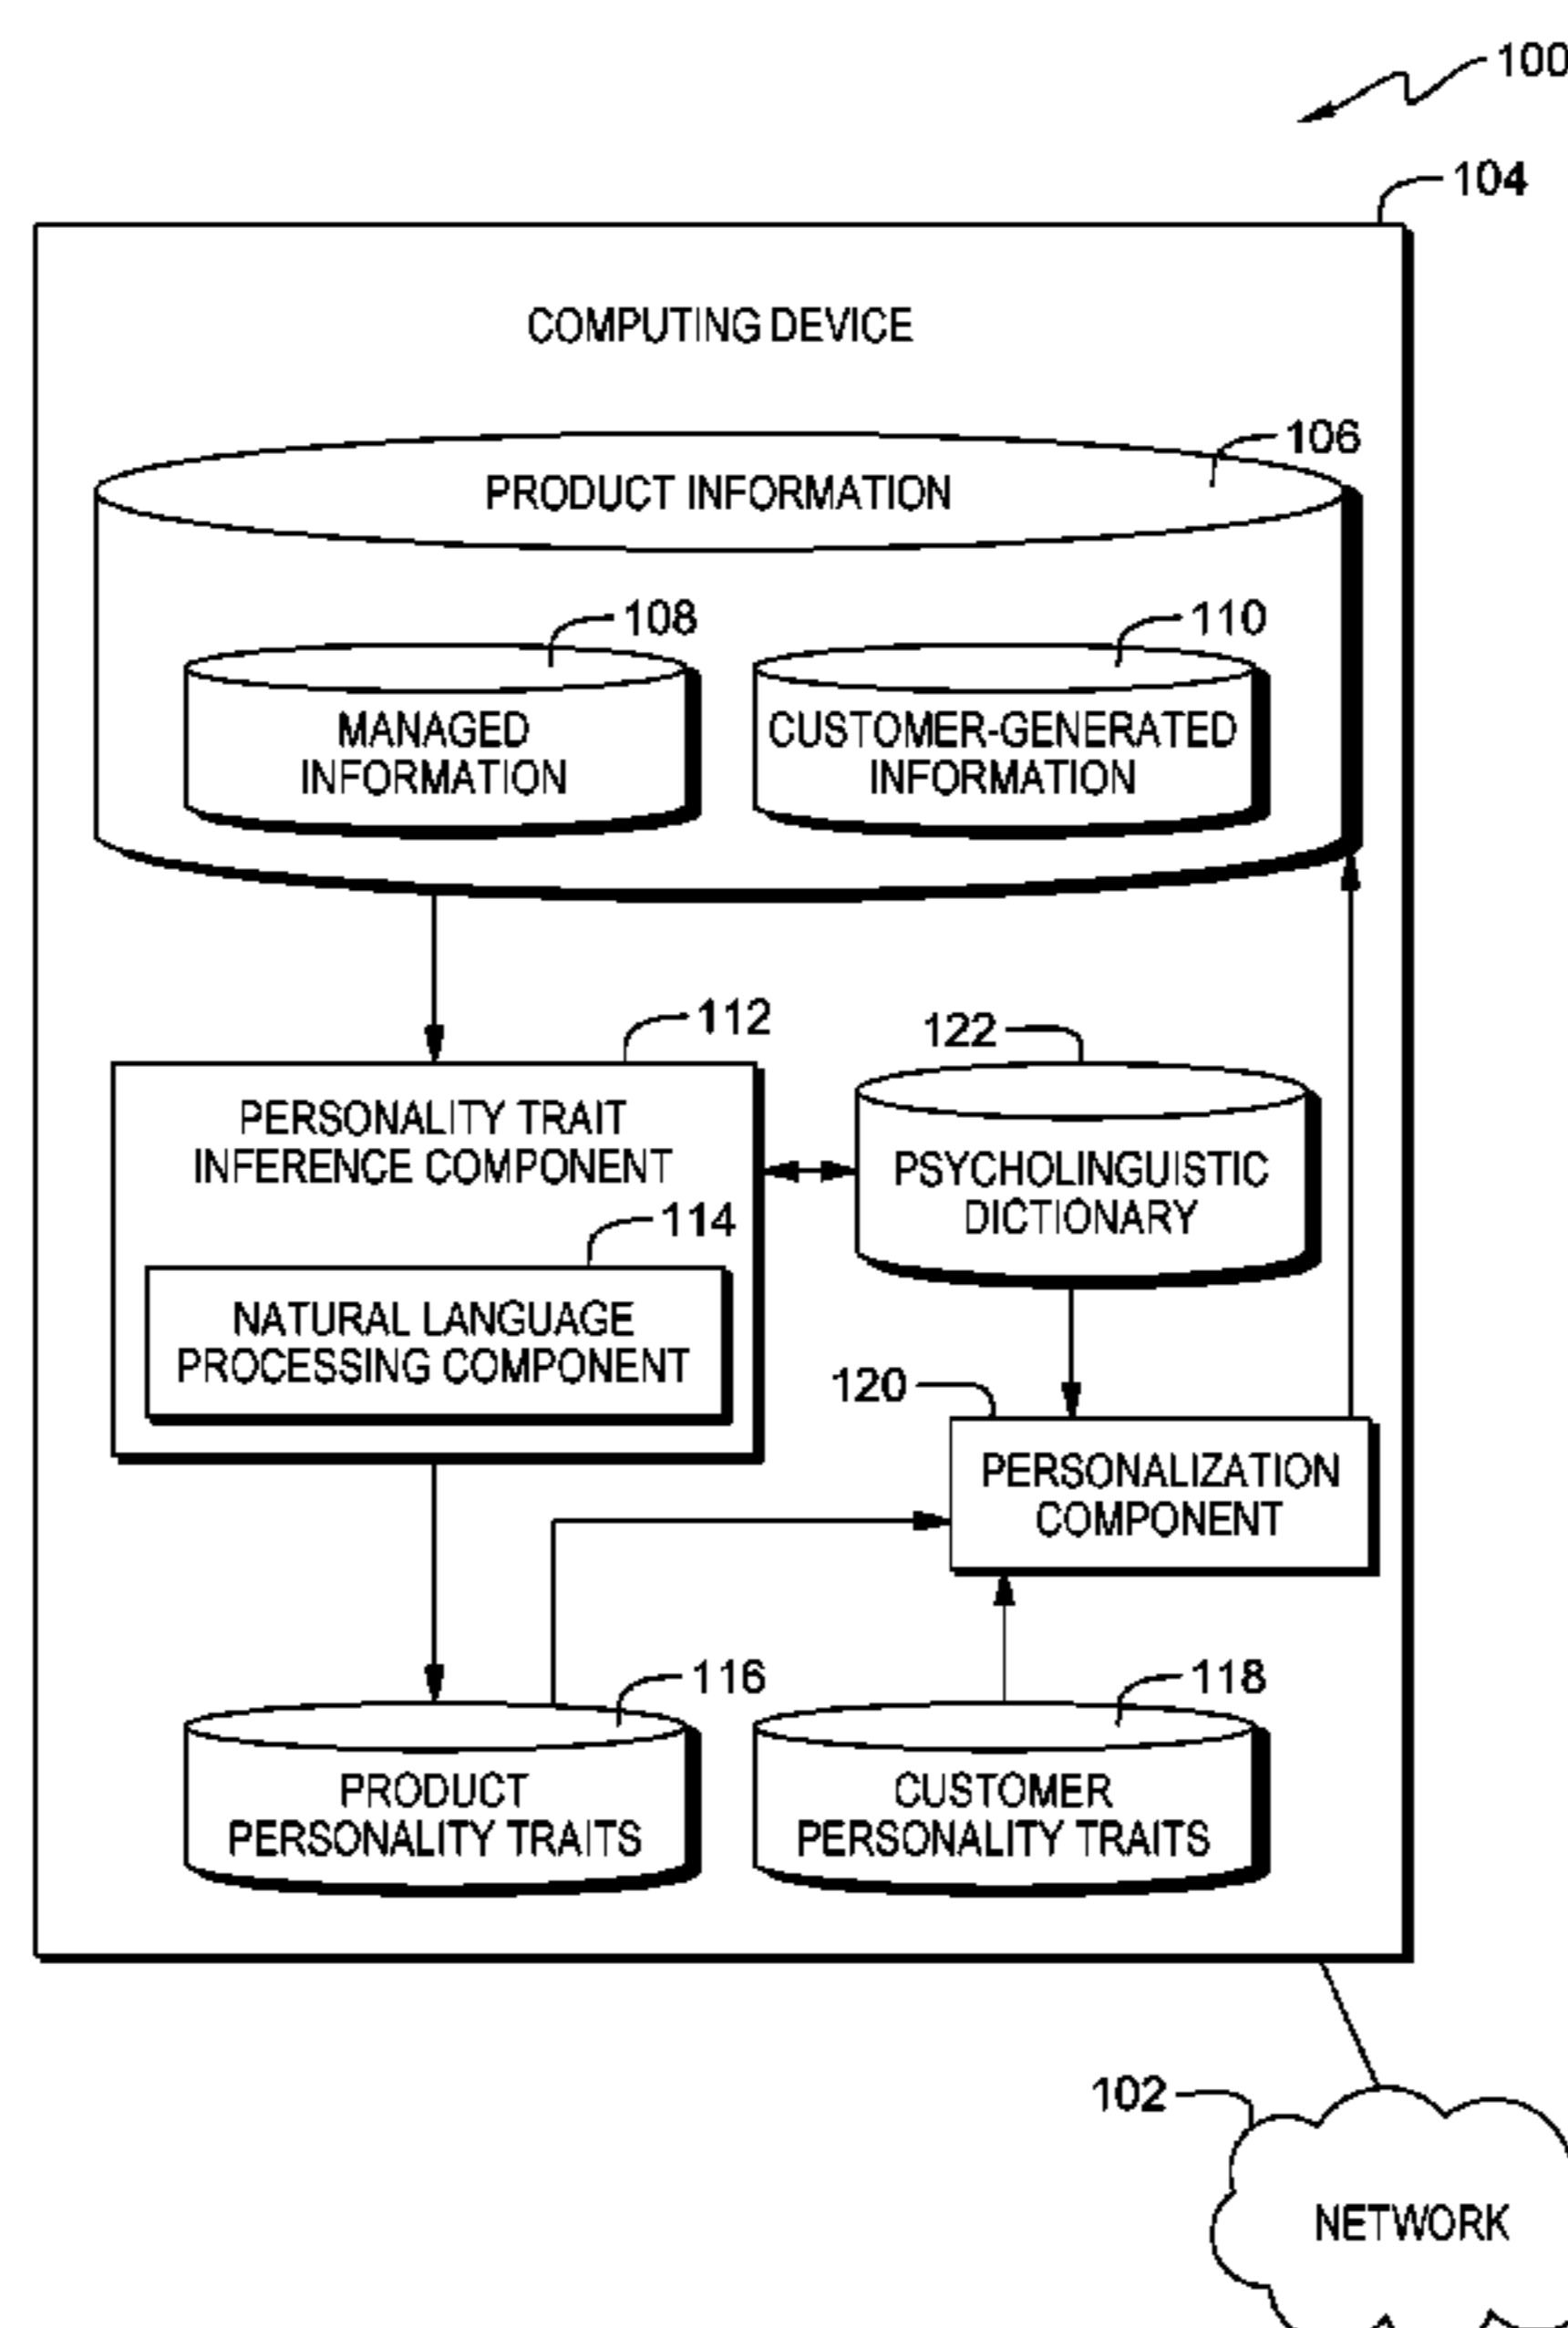 100
104
COMPUTING DEVICE
106
PRODUCT INFORMATION
108
110
MANAGED
INFORMATION
CUSTOMER-GENERATED
INFORMATION
112
122
PERSONALITY TRAIT
INFERENCE COMPONENT
PSYCHOLINGUISTIC
DICTIONARY
114
NATURAL LANGUAGE
PROCESSING COMPONENT
120
PERSONALIZATION
COMPONENT
116
118
PRODUCT
PERSONALITY TRAITS
CUSTOMER
PERSONALITY TRAITS
102
NETWORK